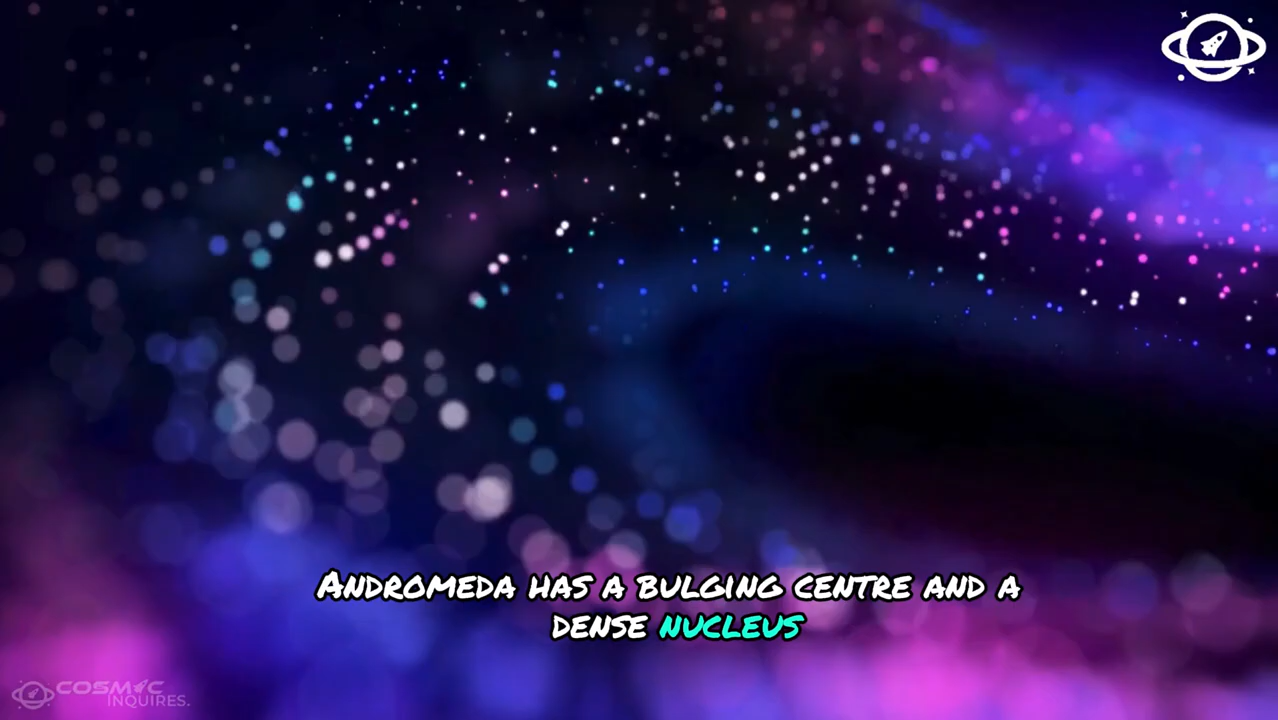 Andromeda has a bulging centre and a
dense nucleus
COSMIC
INQUIRES.